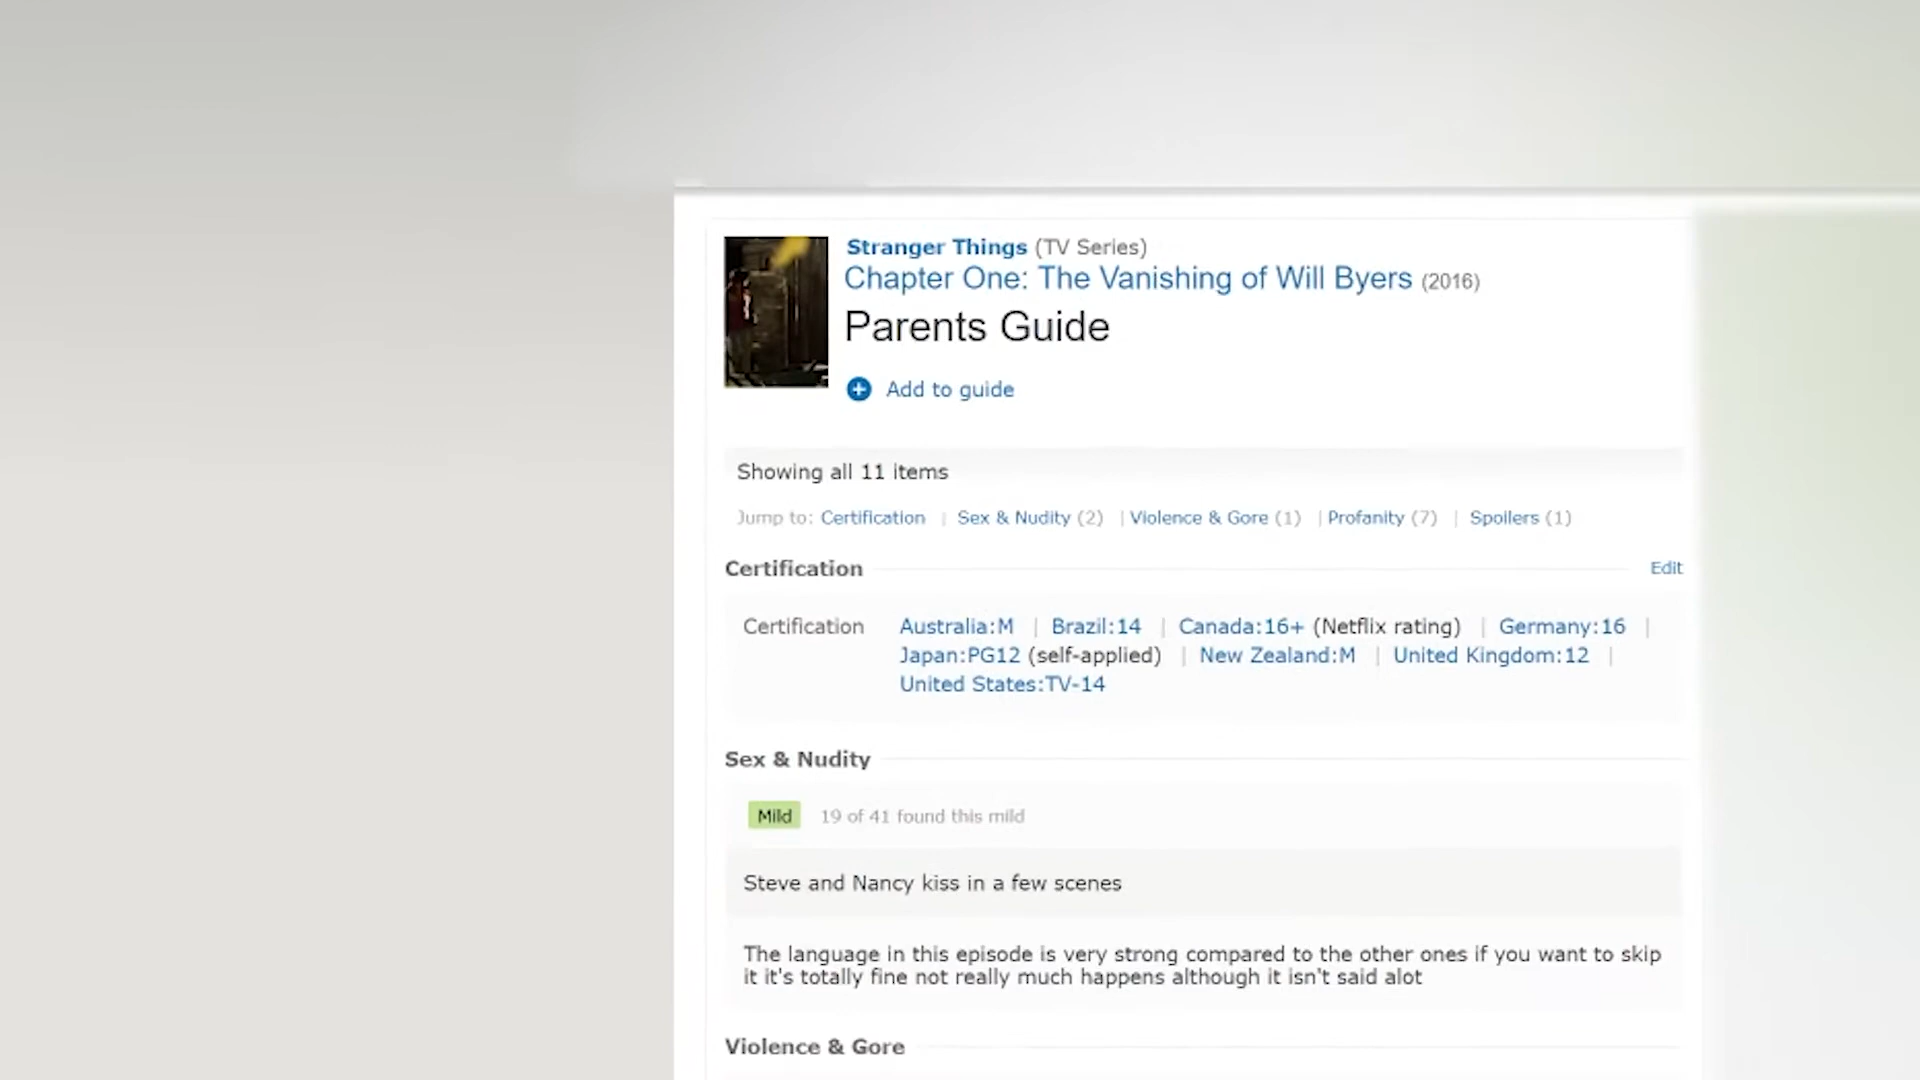 Stranger Things (TV Series)
Chapter One: The Vanishing of Will Byers (2016)
Parents Guide
Add to guide
Showing all 11 items
Jump to: Certification | Sex & Nudity (2) | Violence & Gore (1) | Profanity (7) | Spoilers (1)
Certification Edit
Certification Australia:M | Brazil:14 | Canada:16+ (Netflix rating) | Germany:16 |
Japan:PG12 (self-applied) | New Zealand:M | United Kingdom:12 |
United States:TV-14
Sex & Nudity
Mild 19 of 41 found this mild
Steve and Nancy kiss in a few scenes
The language in this episode is very strong compared to the other ones if you want to skip
it it's totally fine not really much happens although it isn't said alot
Violence & Gore